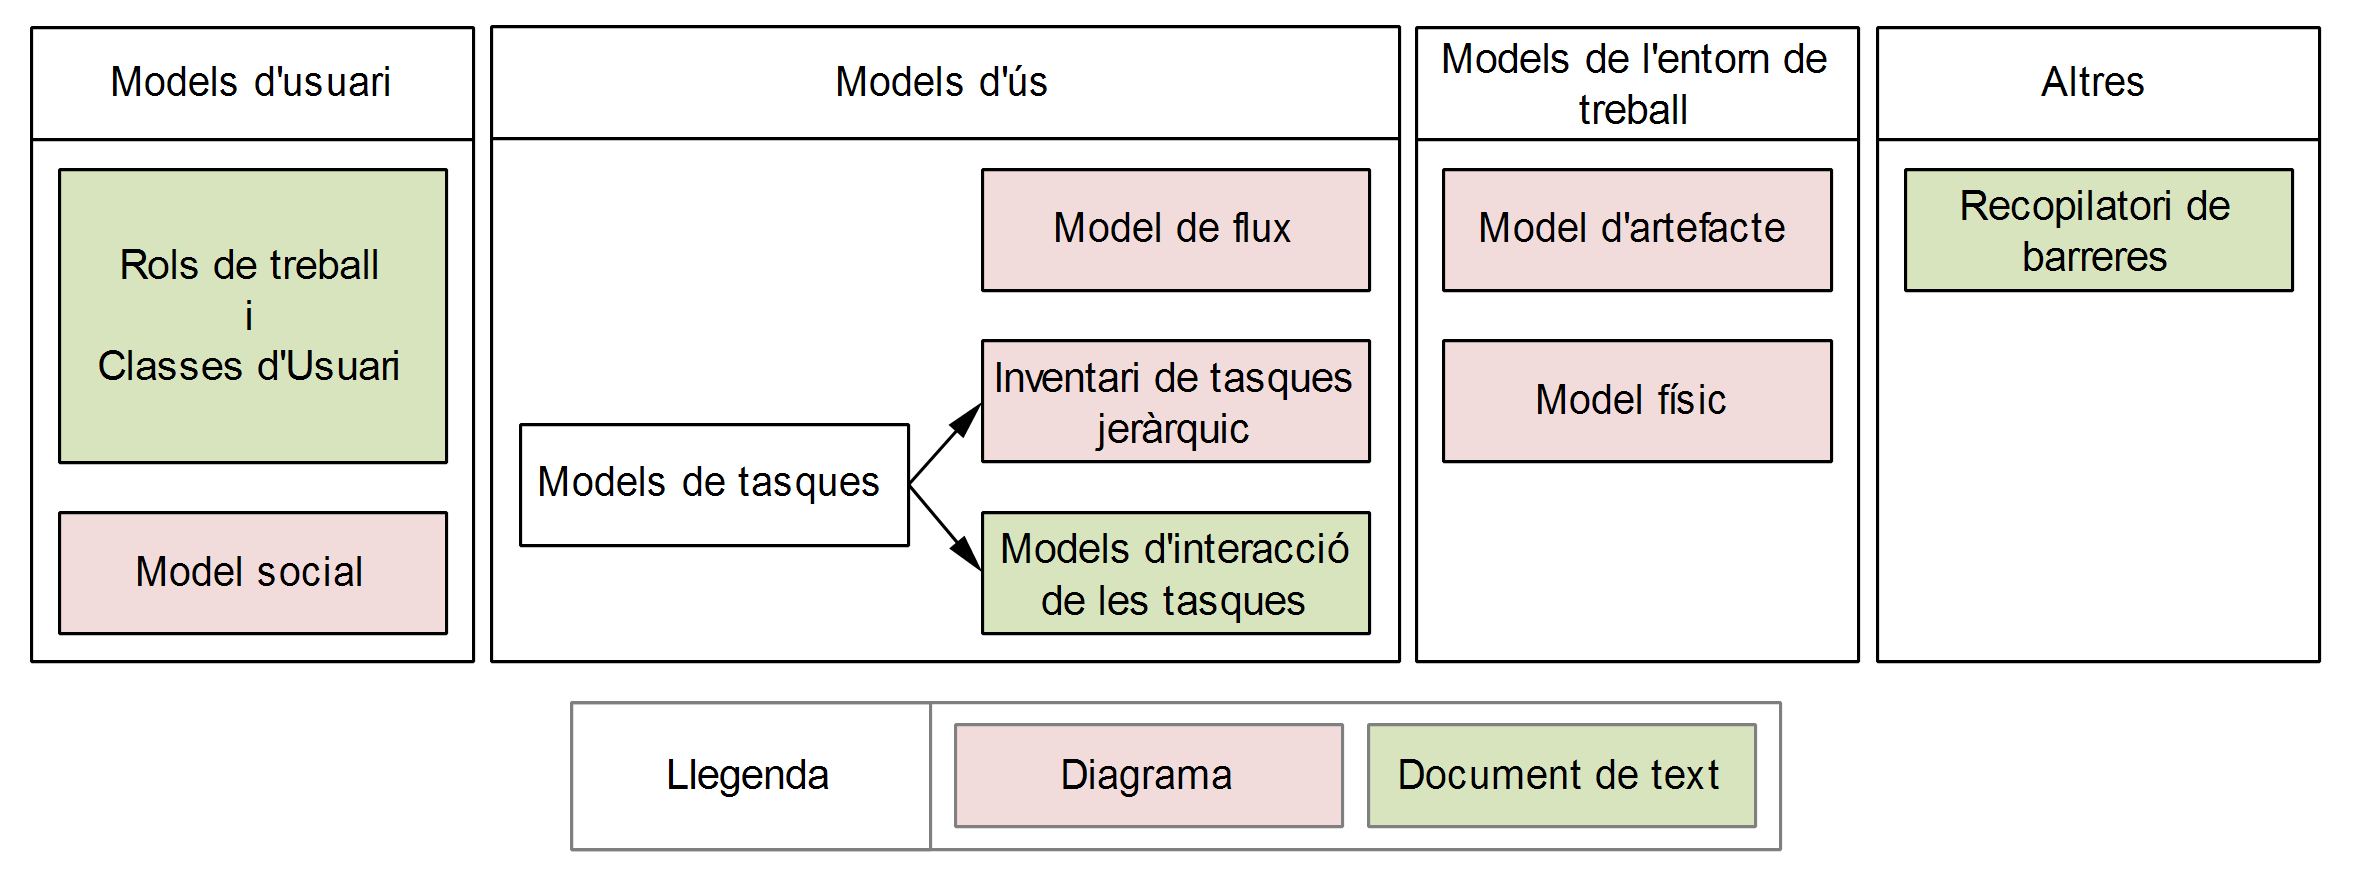 Models d'usuari
Rols de treball
i
Classes d'Usuari
Model social
Models d'ús
Model de flux
Models de tasques
Inventari de tasques
jeràrquic
Models d'interacció
de les tasques
Models de l'entorn de
treball
Model d'artefacte
Model físic
Altres
Recopilatori de
barreres
Llegenda
Diagrama
Document de text